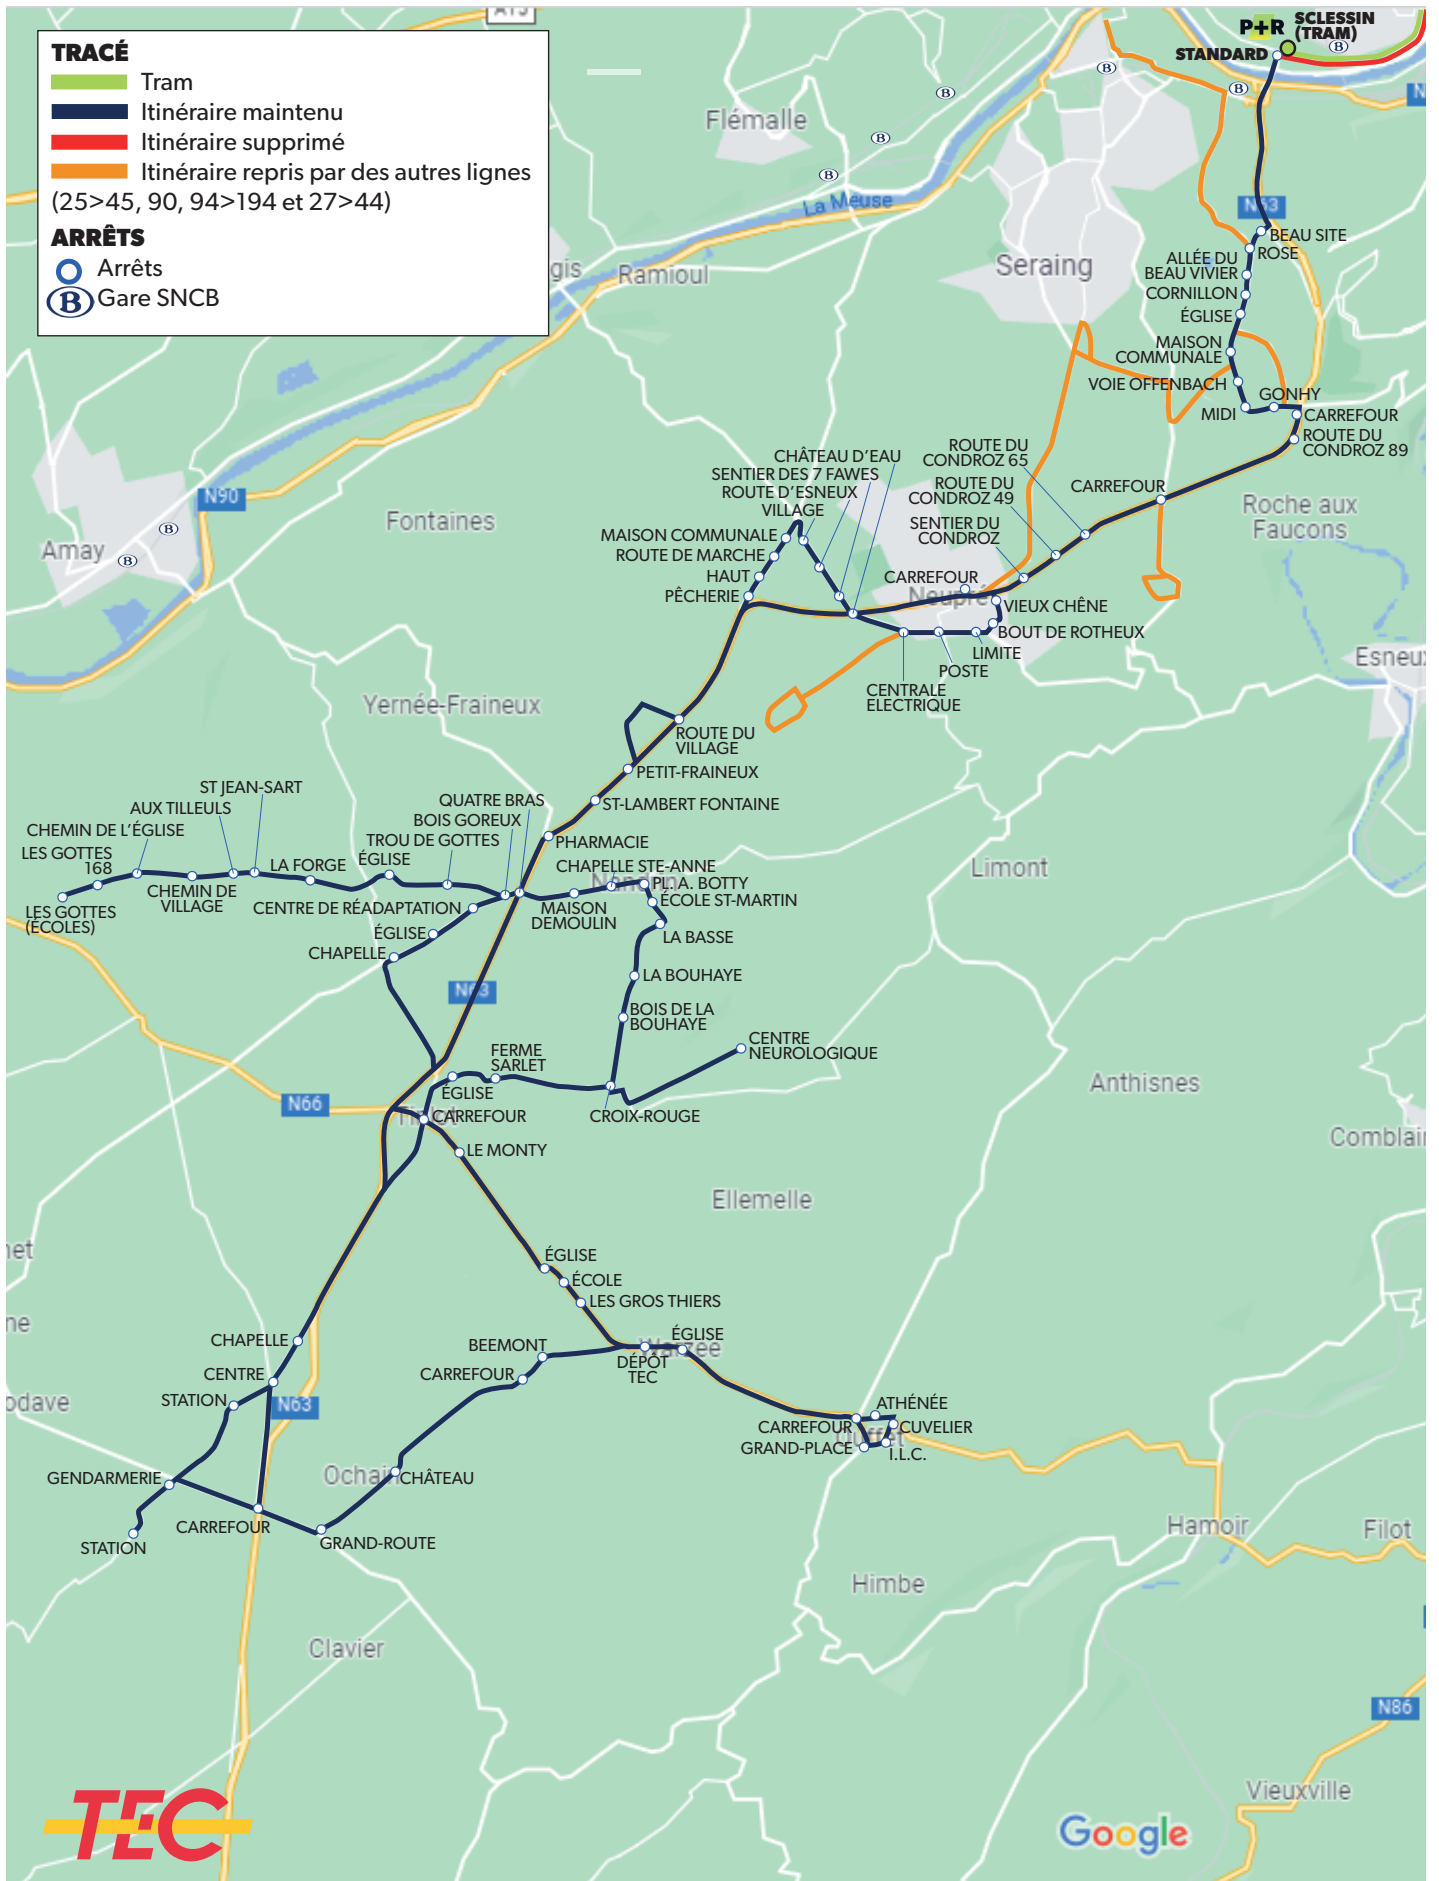 A15
TRACÉ
Tram
Itinéraire maintenu
Itinéraire supprimé
Itinéraire repris par des autres lignes
(25>45, 90, 94>194 et 27>44)
ARRÊTS
Arrêts
B Gare SNCB
P+R
SCLESSIN
(TRAM)
STANDARD
B
B
B
B
B
B
Flémalle
La Meuse
N63
BEAU SITE
ROSE
ALLÉE DU
BEAU VIVIER
CORNILLON
ÉGLISE
MAISON
COMMUNALE
VOIE OFFENBACH
GONHY
MIDI
CARREFOUR
ROUTE DU
CONDROZ 89
Ramioul
Seraing
N90
Fontaines
B
B
Amay
Roche aux
Faucons
CHÂTEAU D'EAU
SENTIER DES 7 FAWES
ROUTE D'ESNEUX
VILLAGE
MAISON COMMUNALE
ROUTE DE MARCHE
HAUT
PÊCHERIE
ROUTE DU
CONDROZ 65
ROUTE DU
CONDROZ 49
SENTIER DU
CONDROZ
CARREFOUR
CARREFOUR
Neupré
VIEUX CHÊNE
BOUT DE ROTHEUX
LIMITE
POSTE
CENTRALE
ELECTRIQUE
Yernée-Fraineux
ROUTE DU
VILLAGE
PETIT-FRAINEUX
ST-LAMBERT FONTAINE
PHARMACIE
ST JEAN-SART
AUX TILLEULS
CHEMIN DE L'ÉGLISE
LES GOTTES
168
LES GOTTES
(ÉCOLES)
CHEMIN DE
VILLAGE
LA FORGE
ÉGLISE
QUATRE BRAS
BOIS GOREUX
TROU DE GOTTES
CENTRE DE RÉADAPTATION
ÉGLISE
CHAPELLE
CHAPELLE STE-ANNE
PL. A. BOTTY
ÉCOLE ST-MARTIN
MAISON
DEMOULIN
LA BASSE
LA BOUHAYE
BOIS DE LA
BOUHAYE
CENTRE
NEUROLOGIQUE
Limont
N63
FERME
SARLET
ÉGLISE
CROIX-ROUGE
CARREFOUR
LE MONTY
N66
Anthisnes
Ellemelle
ÉGLISE
ÉCOLE
LES GROS THIERS
Warzée
ÉGLISE
DÉPÔT
TEC
BEEMONT
CARREFOUR
CHAPELLE
CENTRE
STATION
N63
GENDARMERIE
STATION
CARREFOUR
Ochain
CHÂTEAU
GRAND-ROUTE
ATHÉNÉE
CARREFOUR
CUVELIER
GRAND-PLACE
I.L.C.
Ouffet
Hamoir
Filot
Himbe
Clavier
N86
Vieuxville
TEC
Google